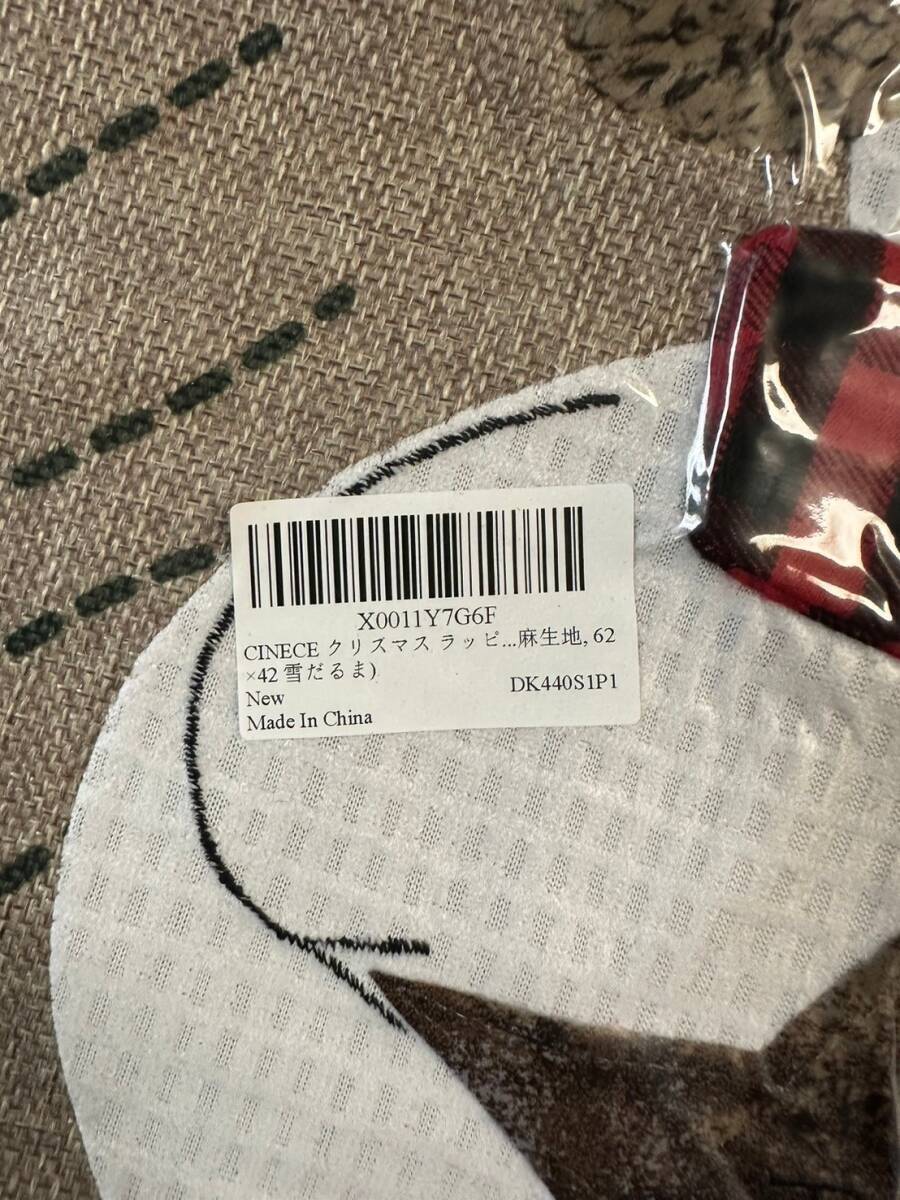 X0011Y7G6F
CINECE クリスマス ラッピ...麻生地, 62
×42 雪だるま)
New DK440S1P1
Made In China